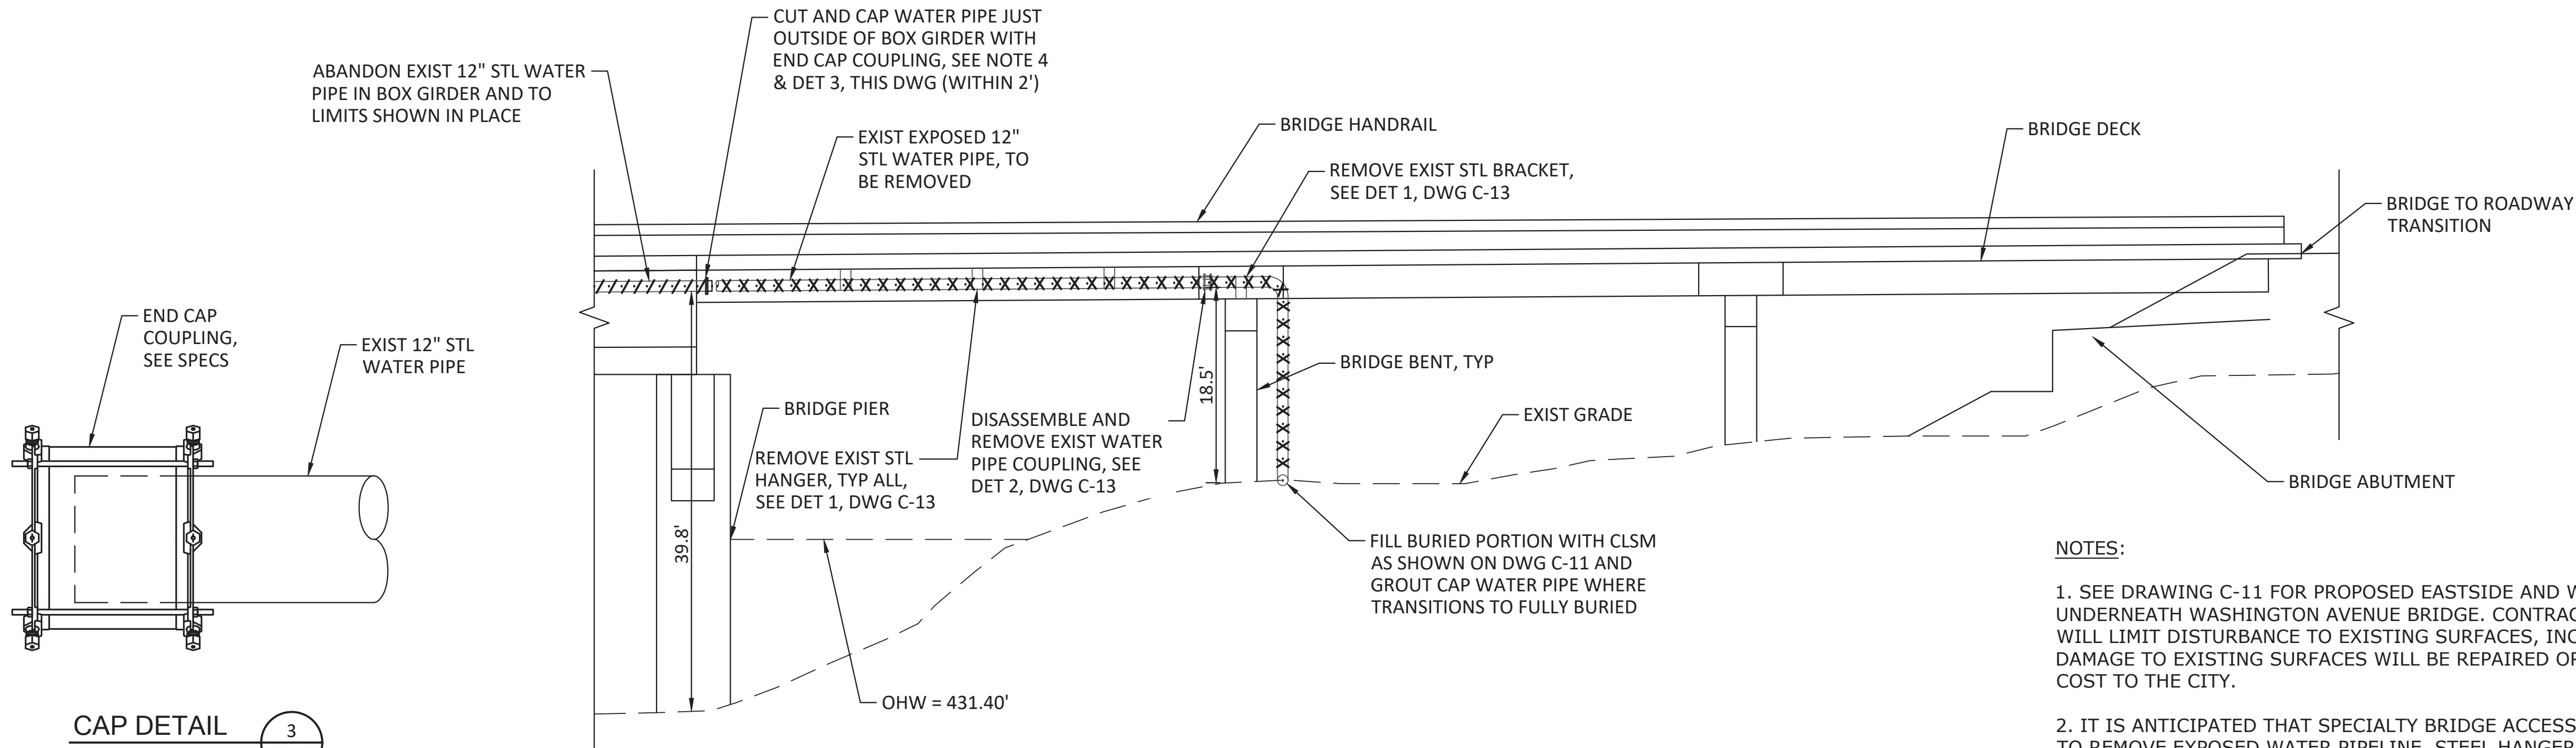 CUT AND CAP WATER PIPE JUST
OUTSIDE OF BOX GIRDER WITH
END CAP COUPLING, SEE NOTE 4
& DET 3, THIS DWG (WITHIN 2')
ABANDON EXIST 12" STL WATER
PIPE IN BOX GIRDER AND TO
LIMITS SHOWN IN PLACE
EXIST EXPOSED 12"
STL WATER PIPE, TO
BE REMOVED
BRIDGE HANDRAIL
REMOVE EXIST STL BRACKET,
SEE DET 1, DWG C-13
BRIDGE DECK
BRIDGE TO ROADWAY
TRANSITION
END CAP
COUPLING,
SEE SPECS
EXIST 12" STL
WATER PIPE
BRIDGE PIER
REMOVE EXIST STL
HANGER, TYP ALL,
SEE DET 1, DWG C-13
DISASSEMBLE AND
REMOVE EXIST WATER
PIPE COUPLING, SEE
DET 2, DWG C-13
18.5'
39.8'
BRIDGE BENT, TYP
EXIST GRADE
BRIDGE ABUTMENT
FILL BURIED PORTION WITH CLSM
AS SHOWN ON DWG C-11 AND
GROUT CAP WATER PIPE WHERE
TRANSITIONS TO FULLY BURIED
OHW = 431.40'
CAP DETAIL
3
NOTES:
1. SEE DRAWING C-11 FOR PROPOSED EASTSIDE AND
UNDERNEATH WASHINGTON AVENUE BRIDGE. CONTRAC
WILL LIMIT DISTURBANCE TO EXISTING SURFACES, INC
DAMAGE TO EXISTING SURFACES WILL BE REPAIRED OR
COST TO THE CITY.
2. IT IS ANTICIPATED THAT SPECIALTY BRIDGE ACCESS
TO REMOVE EXPOSED WATER PIPELINE, STEEL HANGER